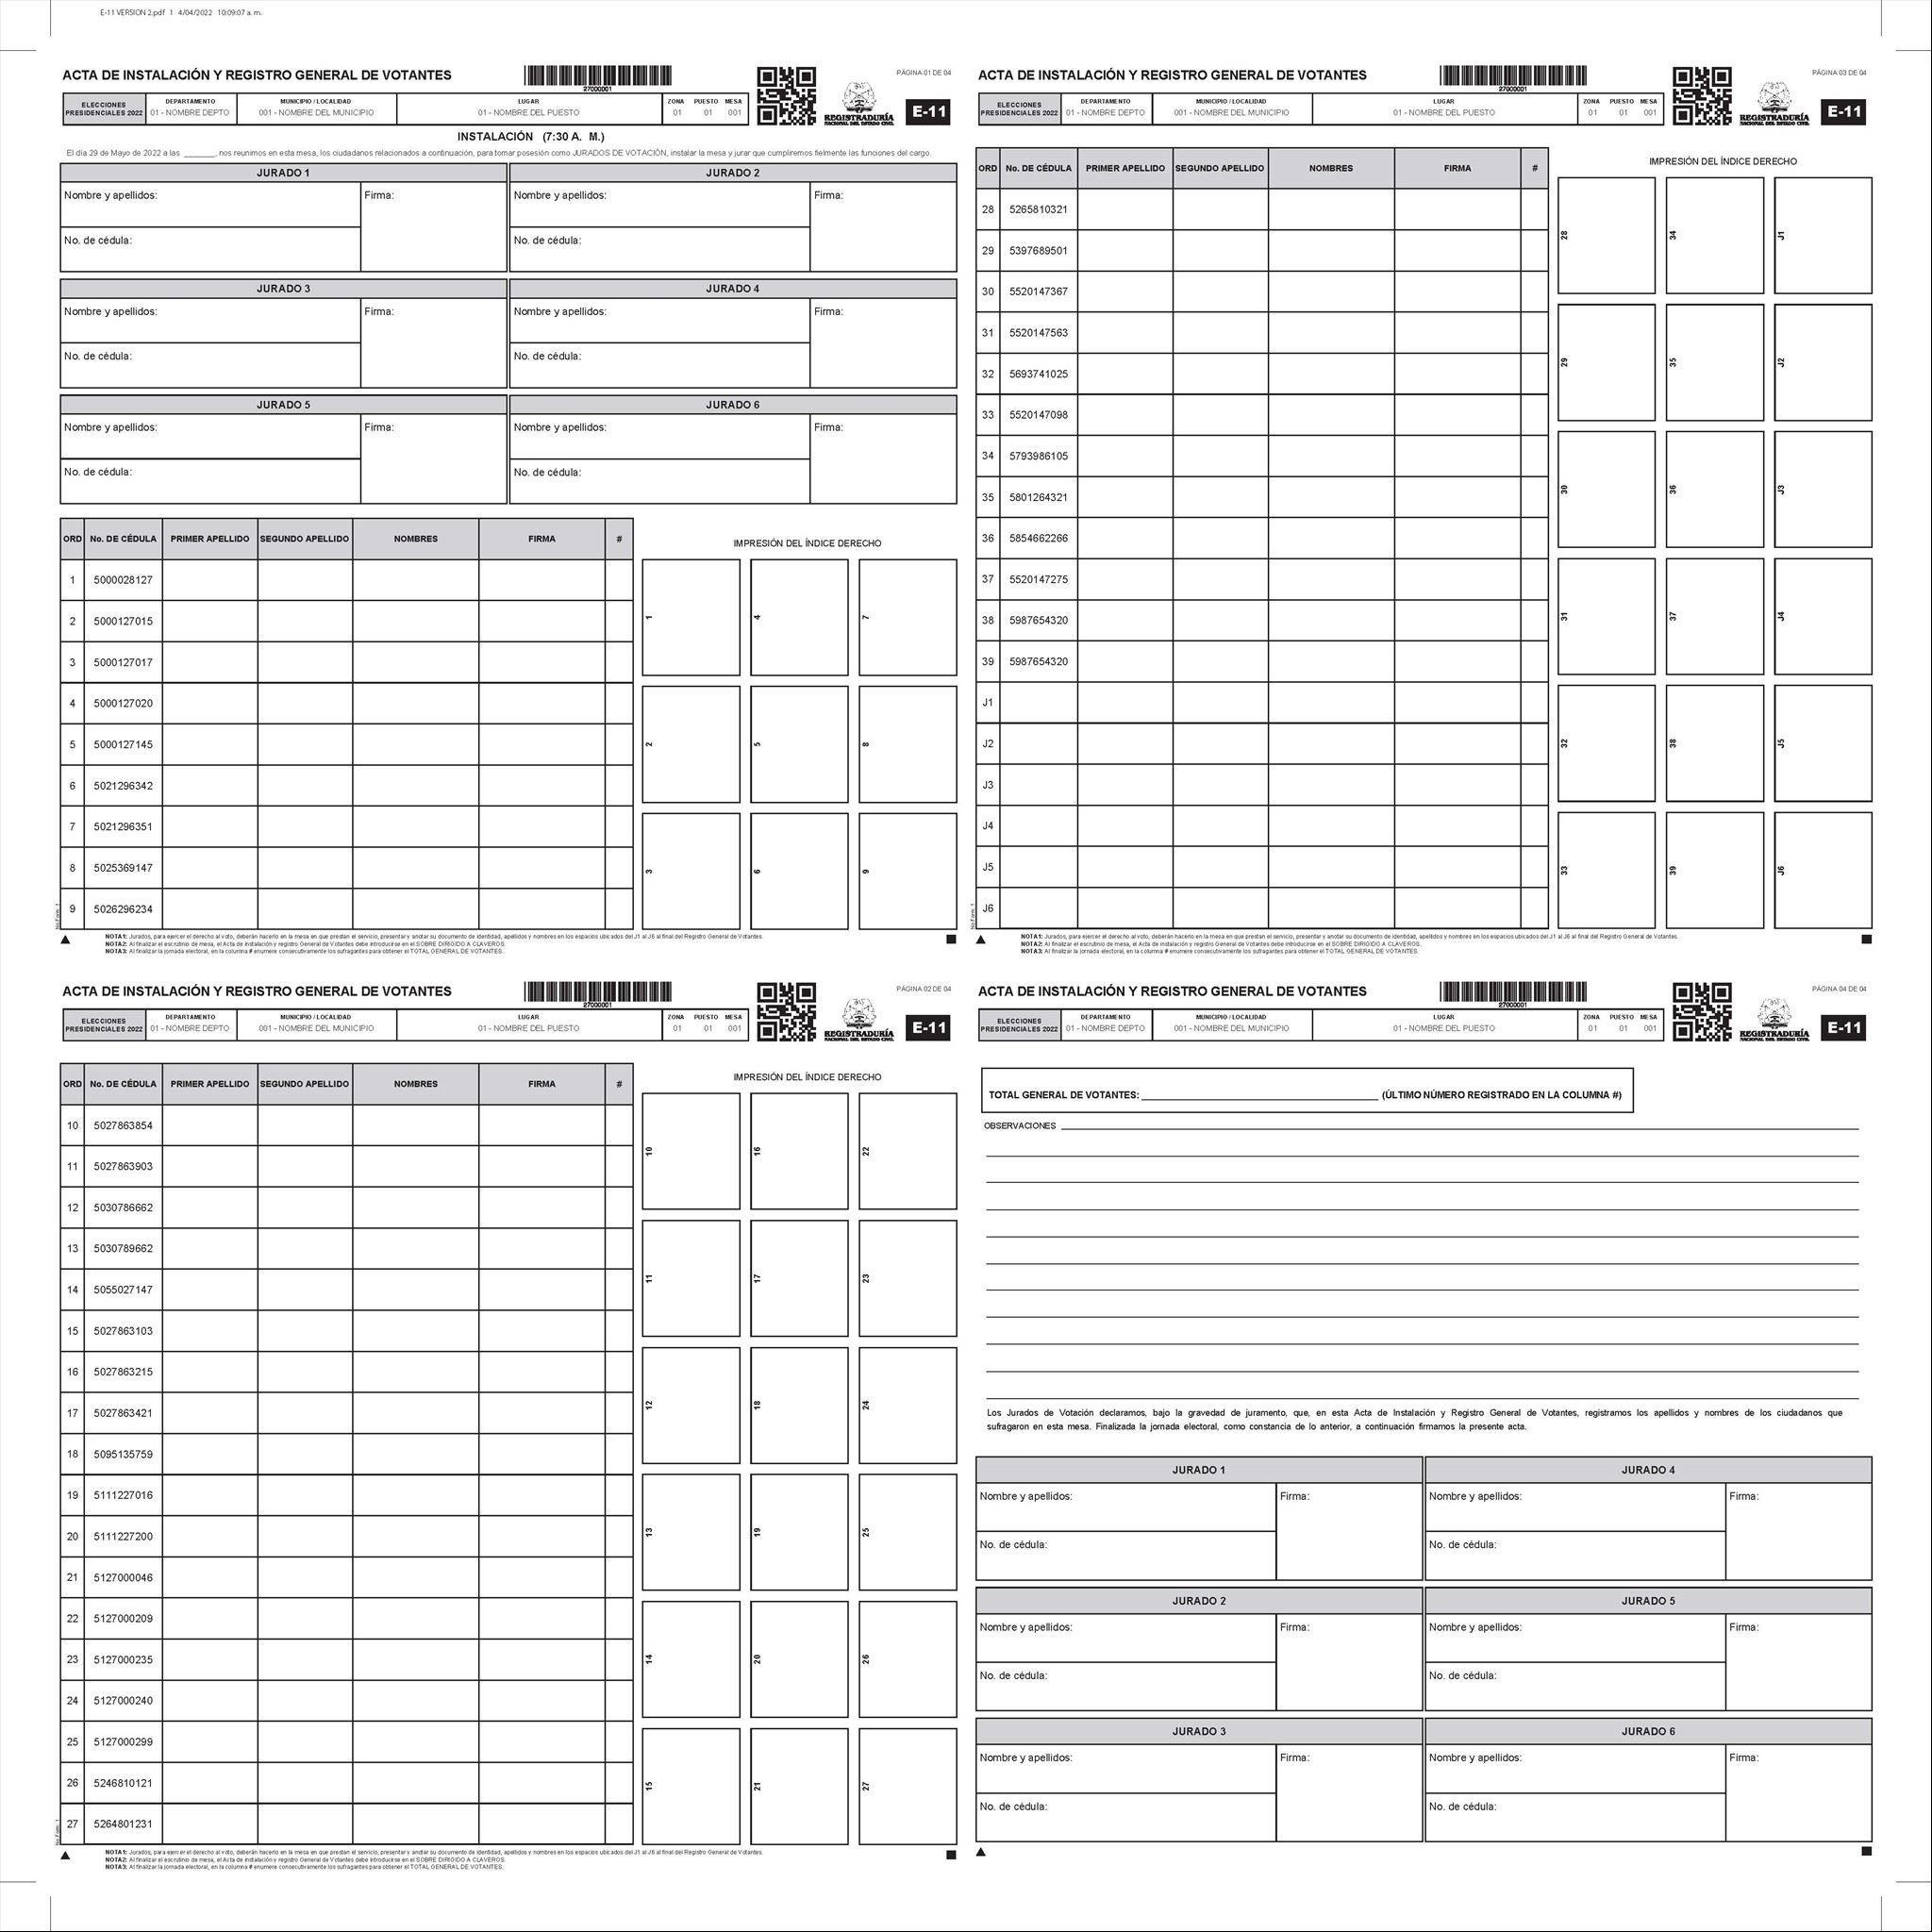 E-11 VERSION 2.pdf 1 4/04/2022 10:09:07 a. m.
ACTA DE INSTALACIÓN Y REGISTRO GENERAL DE VOTANTES
27000001
PÁGINA 01 DE 04
ELECCIONES PRESIDENCIALES 2022
DEPARTAMENTO MUNICIPIO / LOCALIDAD LUGAR ZONA PUESTO MESA
01 - NOMBRE DEPTO 001 - NOMBRE DEL MUNICIPIO 01 - NOMBRE DEL PUESTO 01 01 001
REGISTRADURÍA
NACIONAL DEL ESTADO CIVIL
E-11
INSTALACIÓN (7:30 A. M.)
El día 29 de Mayo de 2022 a las _______, nos reunimos en esta mesa, los ciudadanos relacionados a continuación, para tomar posesión como JURADOS DE VOTACIÓN, instalar la mesa y jurar que cumpliremos fielmente las funciones del cargo.
JURADO 1 JURADO 2
Nombre y apellidos: Firma: Nombre y apellidos: Firma:
No. de cédula: No. de cédula:
JURADO 3 JURADO 4
Nombre y apellidos: Firma: Nombre y apellidos: Firma:
No. de cédula: No. de cédula:
JURADO 5 JURADO 6
Nombre y apellidos: Firma: Nombre y apellidos: Firma:
No. de cédula: No. de cédula:
ORD No. DE CÉDULA PRIMER APELLIDO SEGUNDO APELLIDO NOMBRES FIRMA #
IMPRESIÓN DEL ÍNDICE DERECHO
1 5000028127
2 5000127015
3 5000127017
4 5000127020
5 5000127145
6 5021296342
7 5021296351
8 5025369147
9 5026296234
1 4 7
2 5 8
3 6 9
No Form: 1
NOTA1: Jurados, para ejercer el derecho al voto, deberán hacerlo en la mesa en que prestan el servicio, presentar y anotar su documento de identidad, apellidos y nombres en los espacios ubicados del J1 al J6 al final del Registro General de Votantes.
NOTA2: Al finalizar el escrutinio de mesa, el Acta de instalación y registro General de Votantes debe introducirse en el SOBRE DIRIGIDO A CLAVEROS.
NOTA3: Al finalizar la jornada electoral, en la columna # enumere consecutivamente los sufragantes para obtener el TOTAL GENERAL DE VOTANTES.
ACTA DE INSTALACIÓN Y REGISTRO GENERAL DE VOTANTES
27000001
PÁGINA 03 DE 04
ELECCIONES PRESIDENCIALES 2022
DEPARTAMENTO MUNICIPIO / LOCALIDAD LUGAR ZONA PUESTO MESA
01 - NOMBRE DEPTO 001 - NOMBRE DEL MUNICIPIO 01 - NOMBRE DEL PUESTO 01 01 001
REGISTRADURÍA
NACIONAL DEL ESTADO CIVIL
E-11
ORD No. DE CÉDULA PRIMER APELLIDO SEGUNDO APELLIDO NOMBRES FIRMA #
IMPRESIÓN DEL ÍNDICE DERECHO
28 5265810321
29 5397689501
30 5520147367
31 5520147563
32 5693741025
33 5520147098
34 5793986105
35 5801264321
36 5854662266
37 5520147275
38 5987654320
39 5987654320
J1
J2
J3
J4
J5
J6
28 34 J1
29 35 J2
30 36 J3
31 37 J4
32 38 J5
33 39 J6
No Form: 1
NOTA1: Jurados, para ejercer el derecho al voto, deberán hacerlo en la mesa en que prestan el servicio, presentar y anotar su documento de identidad, apellidos y nombres en los espacios ubicados del J1 al J6 al final del Registro General de Votantes.
NOTA2: Al finalizar el escrutinio de mesa, el Acta de instalación y registro General de Votantes debe introducirse en el SOBRE DIRIGIDO A CLAVEROS.
NOTA3: Al finalizar la jornada electoral, en la columna # enumere consecutivamente los sufragantes para obtener el TOTAL GENERAL DE VOTANTES.
ACTA DE INSTALACIÓN Y REGISTRO GENERAL DE VOTANTES
27000001
PÁGINA 02 DE 04
ELECCIONES PRESIDENCIALES 2022
DEPARTAMENTO MUNICIPIO / LOCALIDAD LUGAR ZONA PUESTO MESA
01 - NOMBRE DEPTO 001 - NOMBRE DEL MUNICIPIO 01 - NOMBRE DEL PUESTO 01 01 001
REGISTRADURÍA
NACIONAL DEL ESTADO CIVIL
E-11
ORD No. DE CÉDULA PRIMER APELLIDO SEGUNDO APELLIDO NOMBRES FIRMA #
IMPRESIÓN DEL ÍNDICE DERECHO
10 5027863854
11 5027863903
12 5030786662
13 5030789662
14 5055027147
15 5027863103
16 5027863215
17 5027863421
18 5095135759
19 5111227016
20 5111227200
21 5127000046
22 5127000209
23 5127000235
24 5127000240
25 5127000299
26 5246810121
27 5264801231
10 16 22
11 17 23
12 18 24
13 19 25
14 20 26
15 21 27
No Form: 1
NOTA1: Jurados, para ejercer el derecho al voto, deberán hacerlo en la mesa en que prestan el servicio, presentar y anotar su documento de identidad, apellidos y nombres en los espacios ubicados del J1 al J6 al final del Registro General de Votantes.
NOTA2: Al finalizar el escrutinio de mesa, el Acta de instalación y registro General de Votantes debe introducirse en el SOBRE DIRIGIDO A CLAVEROS.
NOTA3: Al finalizar la jornada electoral, en la columna # enumere consecutivamente los sufragantes para obtener el TOTAL GENERAL DE VOTANTES.
ACTA DE INSTALACIÓN Y REGISTRO GENERAL DE VOTANTES
27000001
PÁGINA 04 DE 04
ELECCIONES PRESIDENCIALES 2022
DEPARTAMENTO MUNICIPIO / LOCALIDAD LUGAR ZONA PUESTO MESA
01 - NOMBRE DEPTO 001 - NOMBRE DEL MUNICIPIO 01 - NOMBRE DEL PUESTO 01 01 001
REGISTRADURÍA
NACIONAL DEL ESTADO CIVIL
E-11
TOTAL GENERAL DE VOTANTES: ____________ (ÚLTIMO NÚMERO REGISTRADO EN LA COLUMNA #)
OBSERVACIONES
Los Jurados de Votación declaramos, bajo la gravedad de juramento, que, en esta Acta de Instalación y Registro General de Votantes, registramos los apellidos y nombres de los ciudadanos que
sufragaron en esta mesa. Finalizada la jornada electoral, como constancia de lo anterior, a continuación firmamos la presente acta.
JURADO 1 JURADO 4
Nombre y apellidos: Firma: Nombre y apellidos: Firma:
No. de cédula: No. de cédula:
JURADO 2 JURADO 5
Nombre y apellidos: Firma: Nombre y apellidos: Firma:
No. de cédula: No. de cédula:
JURADO 3 JURADO 6
Nombre y apellidos: Firma: Nombre y apellidos: Firma:
No. de cédula: No. de cédula: